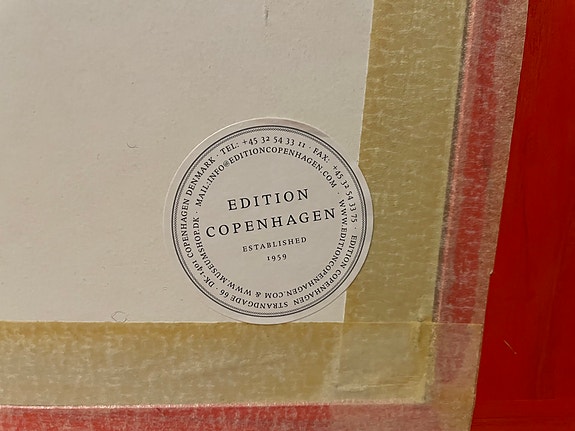 EDITION
COPENHAGEN
ESTABLISHED
1959
EDITION COPENHAGEN STRANDGADE 66 · DK-1401 COPENHAGEN DENMARK · TEL: +45 32 54 33 11 · FAX: +45 32 54 33 75 ·
MAIL:INFO@EDITIONCOPENHAGEN.COM · WWW.EDITIONCOPENHAGEN.COM & WWW.MUSEUMSHOP.DK ·